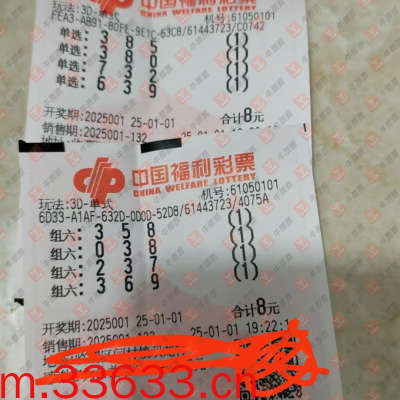 中国福利彩票
CHINA WELFARE LOTTERY
玩法:3D-单式 机号:61050101
FEA3-AB91-80FE-9E1C-63C8/61443723/C0742
单选: 3 8 5 (1)
单选: 3 8 0 (1)
单选: 7 3 2 (1)
单选: 6 3 9 (1)
开奖期:2025001 25-01-01 合计8元
销售期:2025001-132
中国福利彩票
CHINA WELFARE LOTTERY
玩法:3D-单式 机号:61050101
6D33-A1AF-632D-0D0D-52D8/61443723/4075A
组六: 3 5 8 (1)
组六: 0 3 8 (1)
组六: 2 3 7 (1)
组六: 3 6 9 (1)
合计8元
开奖期:2025001 25-01-01
销售期:2025001-133 25-01-01 19:22:1
m.33633.c